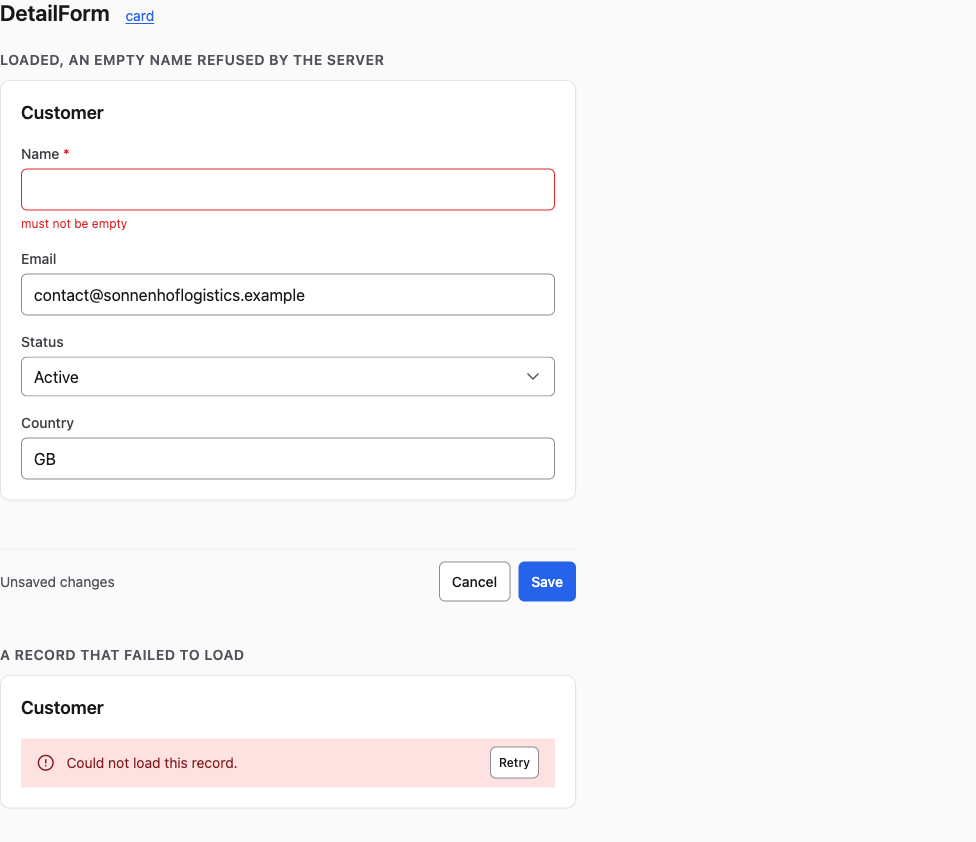 DetailForm card
LOADED, AN EMPTY NAME REFUSED BY THE SERVER
Customer
Name *
must not be empty
Email
contact@sonnenhoflogistics.example
Status
Active
Country
GB
Unsaved changes Cancel Save
A RECORD THAT FAILED TO LOAD
Customer
Could not load this record. Retry